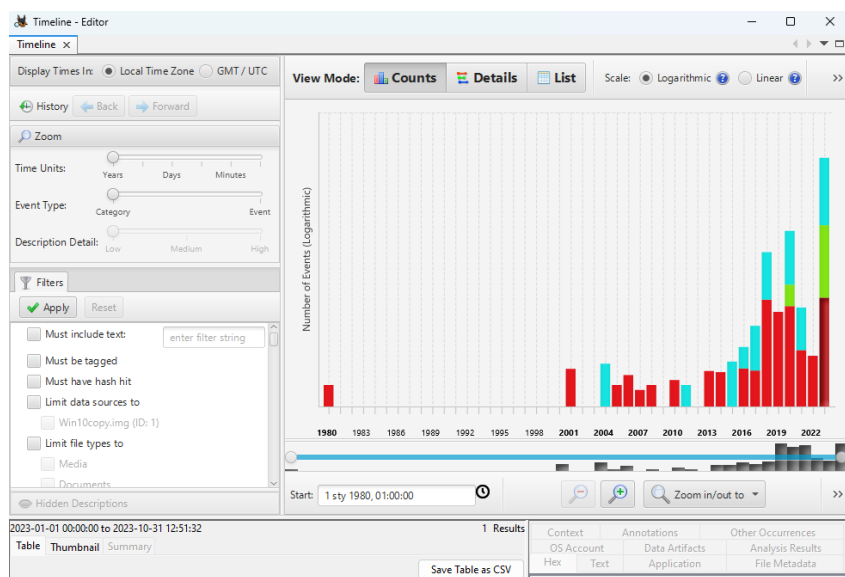 Timeline - Editor
Timeline
Display Times In: Local Time Zone GMT / UTC
History Back Forward
Zoom
Time Units:
Years Days Minutes
Event Type:
Category Event
Description Detail:
Low Medium High
Filters
Apply Reset
Must include text: enter filter string
Must be tagged
Must have hash hit
Limit data sources to
Win10copy.img (ID: 1)
Limit file types to
Media
Documents
Hidden Descriptions
View Mode: Counts Details List Scale: Logarithmic Linear
Number of Events (Logarithmic)
1980 1983 1986 1989 1992 1995 1998 2001 2004 2007 2010 2013 2016 2019 2022
Start: 1 sty 1980, 01:00:00 Zoom in/out to
2023-01-01 00:00:00 to 2023-10-31 12:51:32 1 Results
Table Thumbnail Summary
Save Table as CSV
Context Annotations Other Occurrences
OS Account Data Artifacts Analysis Results
Hex Text Application File Metadata